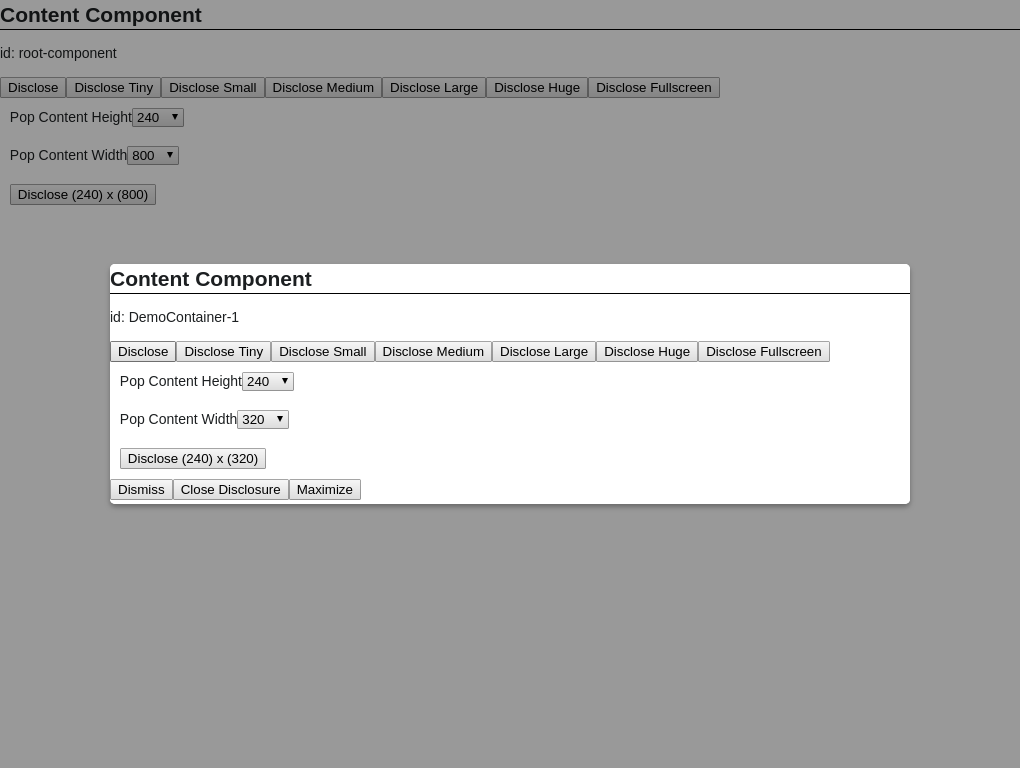 Content Component
id: root-component
Disclose Disclose Tiny Disclose Small Disclose Medium Disclose Large Disclose Huge Disclose Fullscreen
Pop Content Height 240
Pop Content Width 800
Disclose (240) x (800)
Content Component
id: DemoContainer-1
Disclose Disclose Tiny Disclose Small Disclose Medium Disclose Large Disclose Huge Disclose Fullscreen
Pop Content Height 240
Pop Content Width 320
Disclose (240) x (320)
Dismiss Close Disclosure Maximize